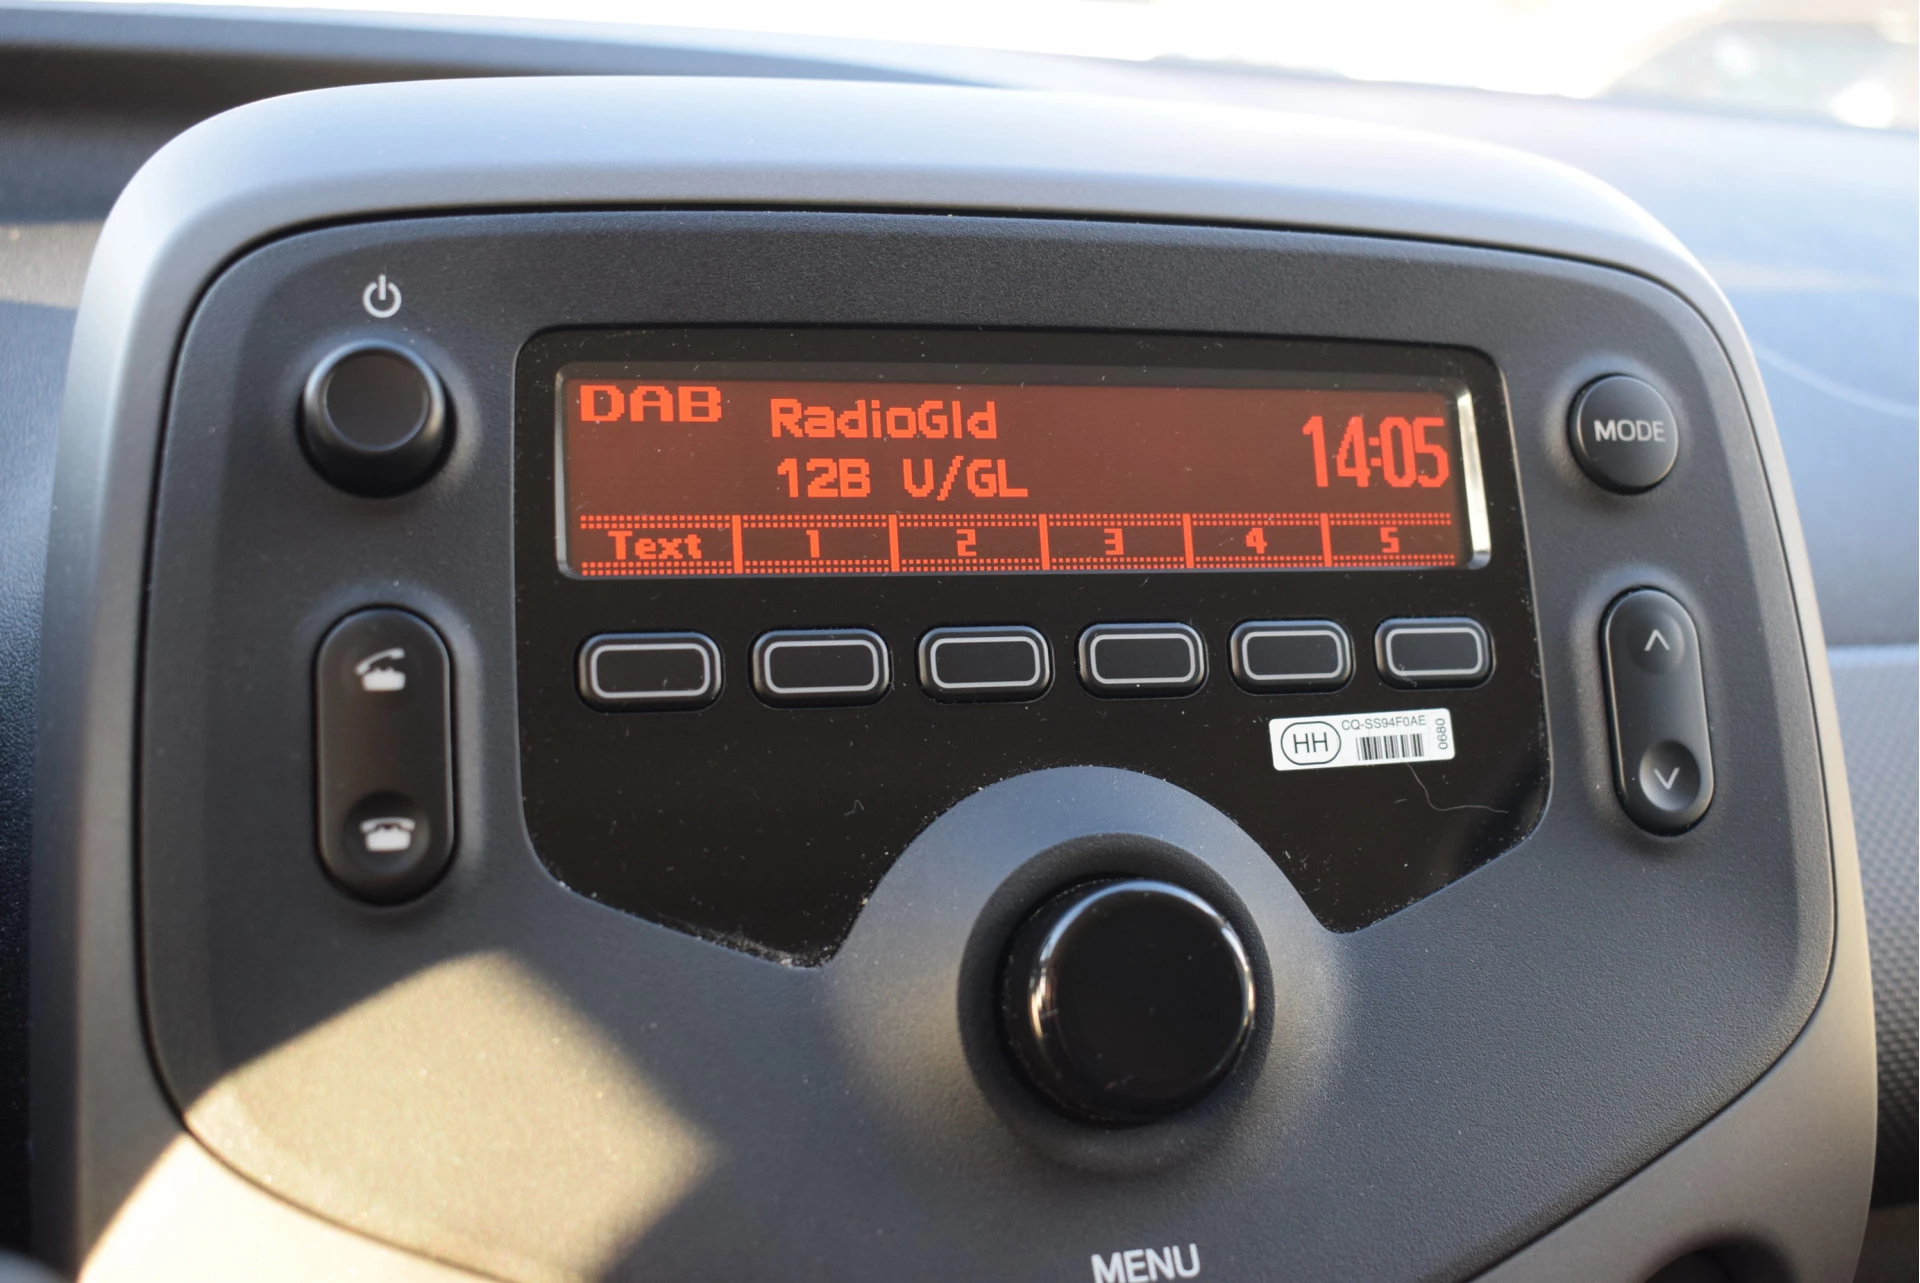 DAB RadioGld 14:05
12B V/GL
Text 1 2 3 4 5
MODE
HH CQ-SS94F0AE 0680
MENU